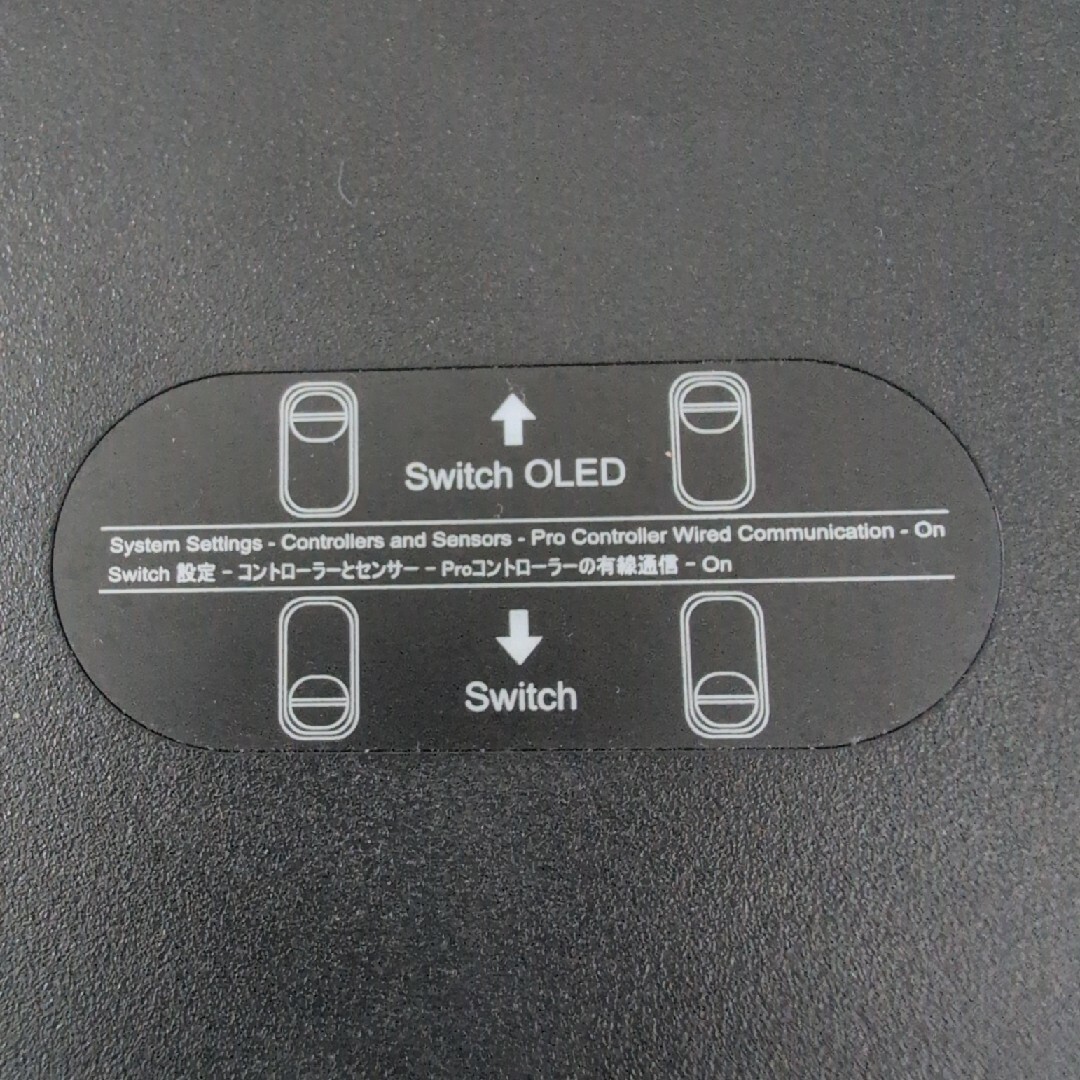 Switch OLED
System Settings - Controllers and Sensors - Pro Controller Wired Communication - On
Switch 設定 - コントローラーとセンサー - Proコントローラーの有線通信 - On
Switch